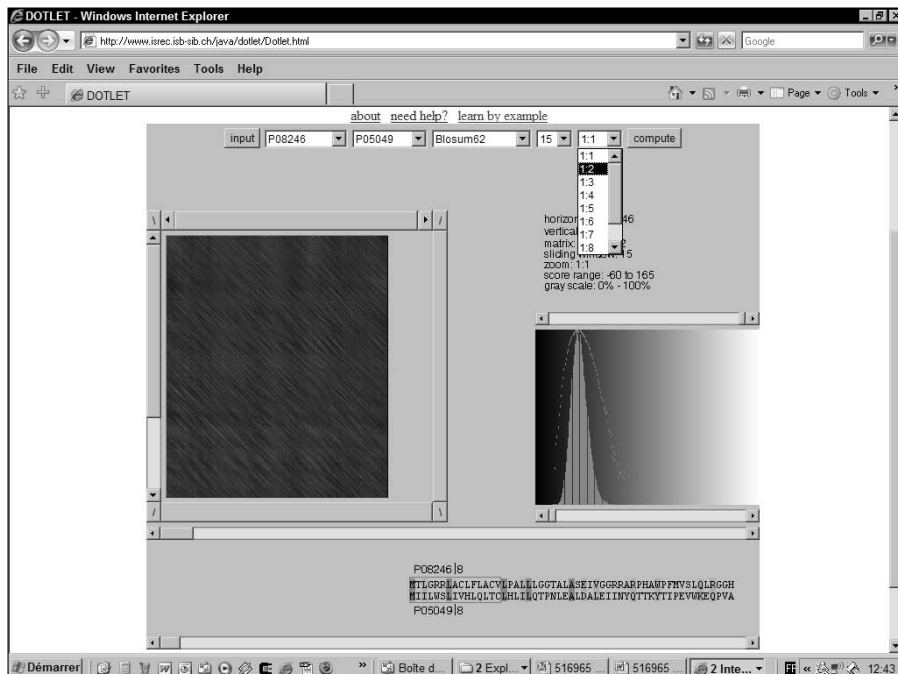 DOTLET - Windows Internet Explorer
http://www.isrec.isb-sib.ch/java/dotlet/Dotlet.html
Google
File Edit View Favorites Tools Help
DOTLET
Page Tools »
about need help? learn by example
input P08246 P05049 Blosum62 15 1:1 compute
1:1
1:2
1:3
1:4
1:5
1:6
1:7
1:8
horizon 46
vertical
matrix: 2
sliding window: 15
zoom: 1:1
score range: -60 to 165
gray scale: 0% - 100%
\ /
/ \
P08246|8
MTLGRRLACLFLACVLPALLLGGTALASEIVGGRRARPHAWPFMVSLQLRGGH
MIILWSLIVHLQLTCLHLILQTPNLEALDALEIINYQTTKYTIPEVWKEQPVA
P05049|8
Démarrer » Boîte d... 2 Expl... 516965 ... 516965 ... 2 Inte... « 12:43